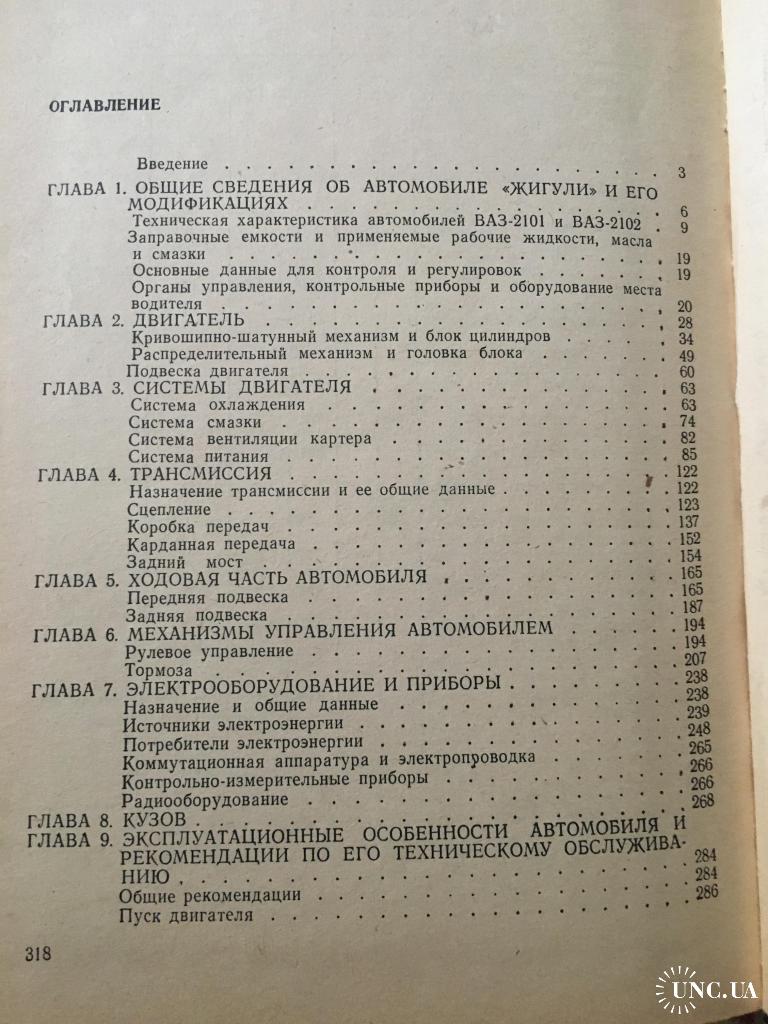 ОГЛАВЛЕНИЕ
Введение . . . . . . . . . . . . . . . . . . . . 3
ГЛАВА 1. ОБЩИЕ СВЕДЕНИЯ ОБ АВТОМОБИЛЕ «ЖИГУЛИ» И ЕГО
МОДИФИКАЦИЯХ . . . . . . . . . . . . . . . . 6
Техническая характеристика автомобилей ВАЗ-2101 и ВАЗ-2102 . 9
Заправочные емкости и применяемые рабочие жидкости, масла
и смазки . . . . . . . . . . . . . . . . . . . . 19
Основные данные для контроля и регулировок . . . . . . . 19
Органы управления, контрольные приборы и оборудование места
водителя . . . . . . . . . . . . . . . . . . . . 20
ГЛАВА 2. ДВИГАТЕЛЬ . . . . . . . . . . . . . . . . . 28
Кривошипно-шатунный механизм и блок цилиндров . . . . . 34
Распределительный механизм и головка блока . . . . . . . 49
Подвеска двигателя . . . . . . . . . . . . . . . . 60
ГЛАВА 3. СИСТЕМЫ ДВИГАТЕЛЯ . . . . . . . . . . . . . 63
Система охлаждения . . . . . . . . . . . . . . . . 63
Система смазки . . . . . . . . . . . . . . . . . . 74
Система вентиляции картера . . . . . . . . . . . . 82
Система питания . . . . . . . . . . . . . . . . . 85
ГЛАВА 4. ТРАНСМИССИЯ . . . . . . . . . . . . . . . . 122
Назначение трансмиссии и ее общие данные . . . . . . . . 122
Сцепление . . . . . . . . . . . . . . . . . . . . 123
Коробка передач . . . . . . . . . . . . . . . . . 137
Карданная передача . . . . . . . . . . . . . . . . 152
Задний мост . . . . . . . . . . . . . . . . . . . 154
ГЛАВА 5. ХОДОВАЯ ЧАСТЬ АВТОМОБИЛЯ . . . . . . . . . . 165
Передняя подвеска . . . . . . . . . . . . . . . . 165
Задняя подвеска . . . . . . . . . . . . . . . . . 187
ГЛАВА 6. МЕХАНИЗМЫ УПРАВЛЕНИЯ АВТОМОБИЛЕМ . . . . . 194
Рулевое управление . . . . . . . . . . . . . . . . 194
Тормоза . . . . . . . . . . . . . . . . . . . . . 207
ГЛАВА 7. ЭЛЕКТРООБОРУДОВАНИЕ И ПРИБОРЫ . . . . . . . 238
Назначение и общие данные . . . . . . . . . . . . 238
Источники электроэнергии . . . . . . . . . . . . . 239
Потребители электроэнергии . . . . . . . . . . . . 248
Коммутационная аппаратура и электропроводка . . . . . . 265
Контрольно-измерительные приборы . . . . . . . . . . 266
Радиооборудование . . . . . . . . . . . . . . . . 266
ГЛАВА 8. КУЗОВ . . . . . . . . . . . . . . . . . . . 268
ГЛАВА 9. ЭКСПЛУАТАЦИОННЫЕ ОСОБЕННОСТИ АВТОМОБИЛЯ И
РЕКОМЕНДАЦИИ ПО ЕГО ТЕХНИЧЕСКОМУ ОБСЛУЖИВА-
НИЮ . . . . . . . . . . . . . . . . . . . . . 284
Общие рекомендации . . . . . . . . . . . . . . . . 284
Пуск двигателя . . . . . . . . . . . . . . . . . . 286
318
UNC.UA